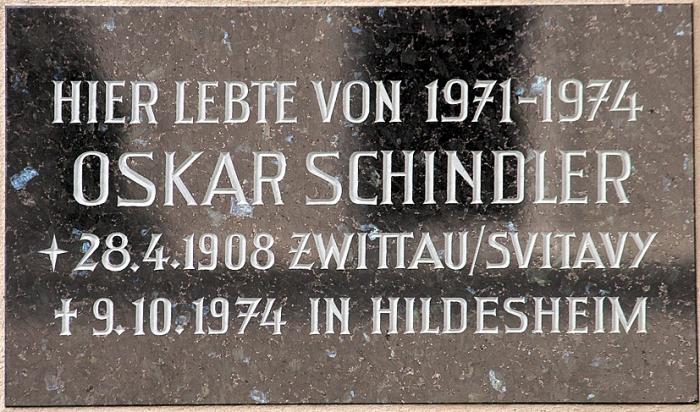 HIER LEBTE VON 1971-1974
OSKAR SCHINDLER
✦ 28.4.1908 ZWITTAU/SVITAVY
† 9.10.1974 IN HILDESHEIM